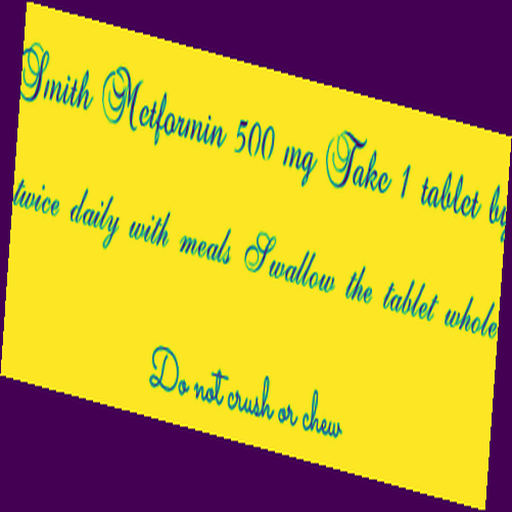 Smith Metformin 500 mg Take 1 tablet by
twice daily with meals Swallow the tablet whole
Do not crush or chew